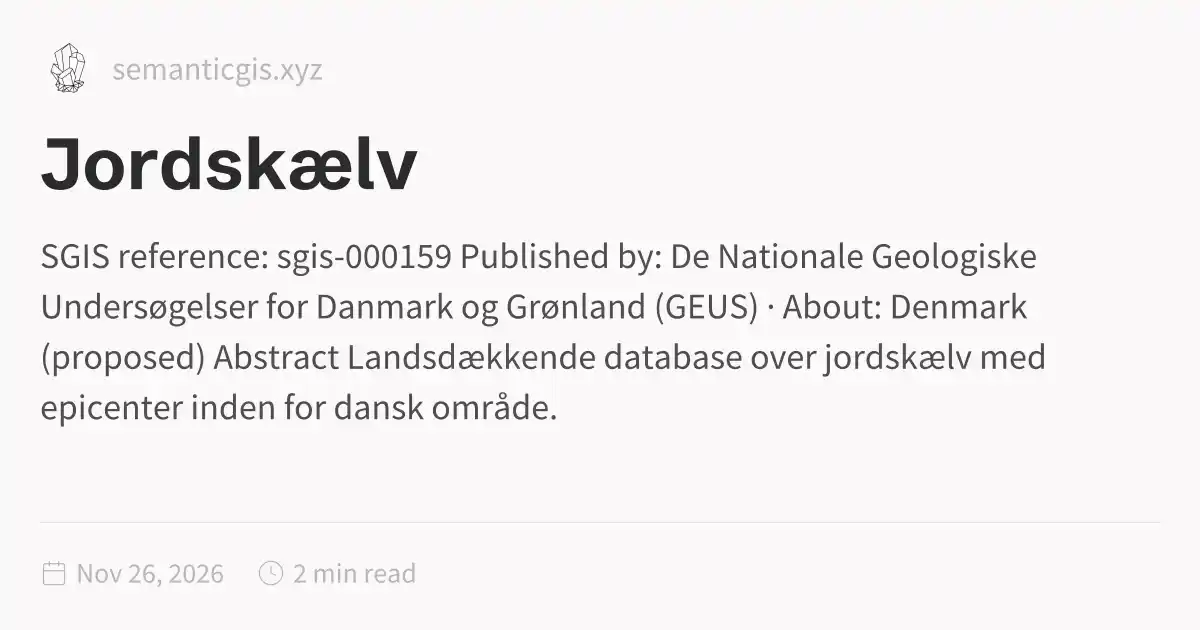 semanticgis.xyz
Jordskælv
SGIS reference: sgis-000159 Published by: De Nationale Geologiske
Undersøgelser for Danmark og Grønland (GEUS) · About: Denmark
(proposed) Abstract Landsdækkende database over jordskælv med
epicenter inden for dansk område.
Nov 26, 2026 2 min read